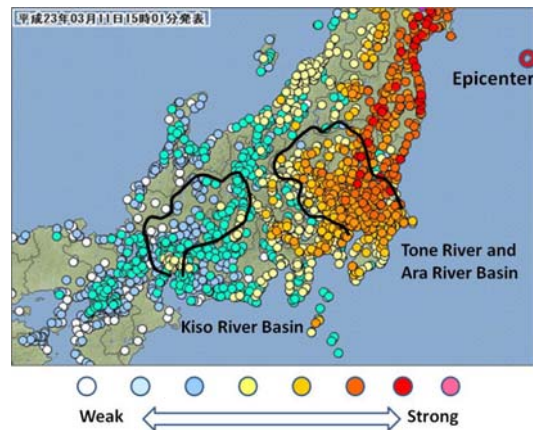 平成23年03月11日15時01分発表
Epicenter
Tone River and
Ara River Basin
Kiso River Basin
Weak
Strong